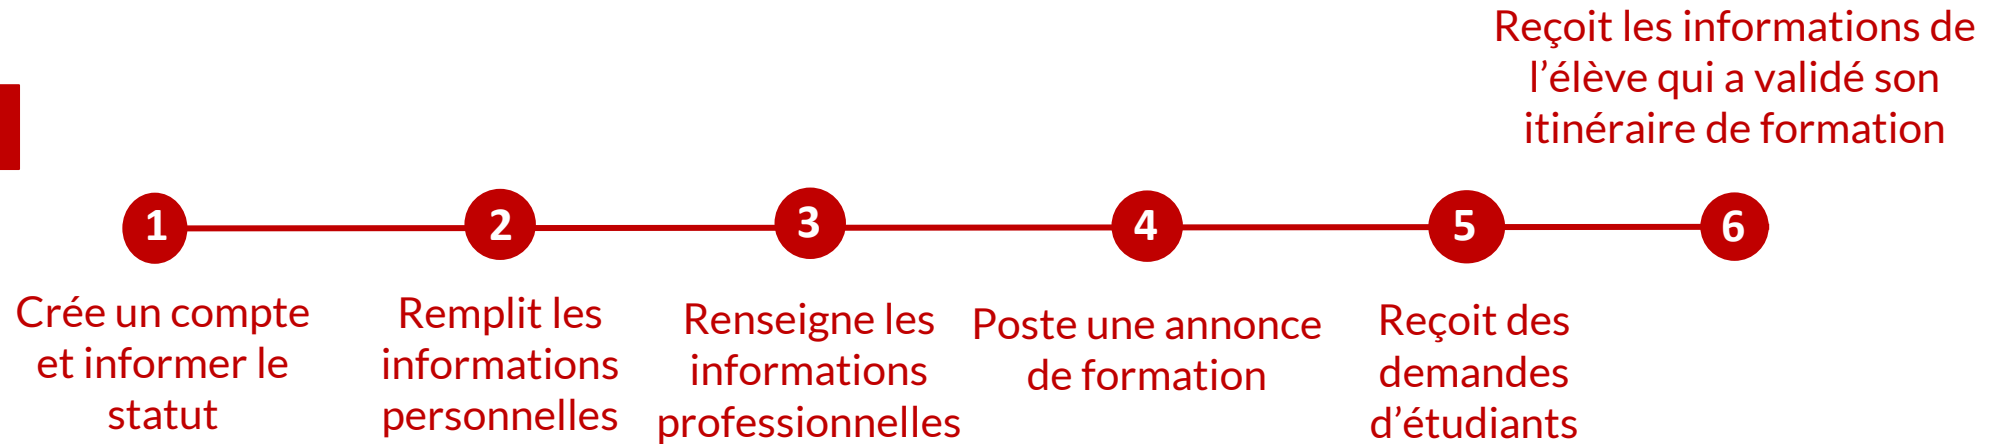 Reçoit les informations de
l’élève qui a validé son
itinéraire de formation
1
2
3
4
5
6
Crée un compte
et informer le
statut
Remplit les
informations
personnelles
Renseigne les
informations
professionnelles
Poste une annonce
de formation
Reçoit des
demandes
d’étudiants